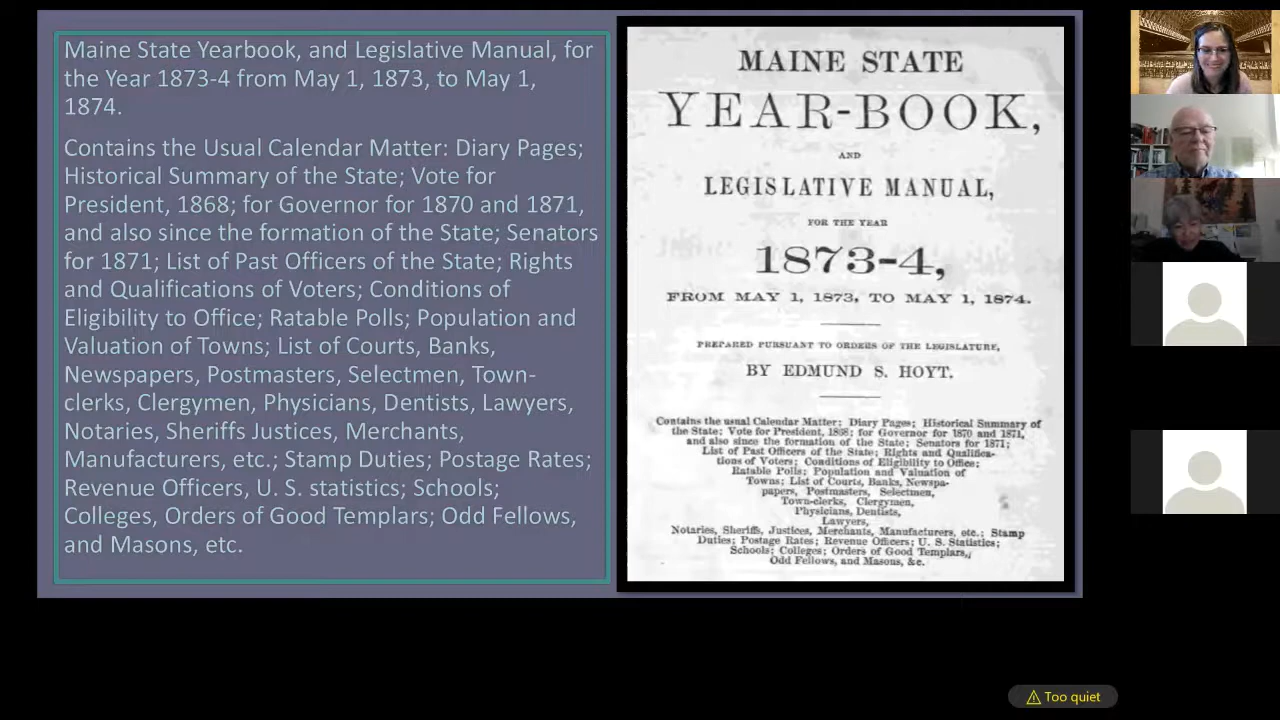 Maine State Yearbook, and Legislative Manual, for
the Year 1873-4 from May 1, 1873, to May 1,
1874.
Contains the Usual Calendar Matter: Diary Pages;
Historical Summary of the State; Vote for
President, 1868; for Governor for 1870 and 1871,
and also since the formation of the State; Senators
for 1871; List of Past Officers of the State; Rights
and Qualifications of Voters; Conditions of
Eligibility to Office; Ratable Polls; Population and
Valuation of Towns; List of Courts, Banks,
Newspapers, Postmasters, Selectmen, Town-
clerks, Clergymen, Physicians, Dentists, Lawyers,
Notaries, Sheriffs Justices, Merchants,
Manufacturers, etc.; Stamp Duties; Postage Rates;
Revenue Officers, U. S. statistics; Schools;
Colleges, Orders of Good Templars; Odd Fellows,
and Masons, etc.
MAINE STATE
YEAR-BOOK,
AND
LEGISLATIVE MANUAL,
FOR THE YEAR
1873-4,
FROM MAY 1, 1873, TO MAY 1, 1874.
PREPARED PURSUANT TO ORDERS OF THE LEGISLATURE,
BY EDMUND S. HOYT.
Contains the usual Calendar Matter: Diary Pages; Historical Summary of
the State; Vote for President, 1868; for Governor for 1870 and 1871,
and also since the formation of the State; Senators for 1871;
List of Past Officers of the State; Rights and Qualifica-
tions of Voters; Conditions of Eligibility to Office;
Ratable Polls; Population and Valuation of
Towns; List of Courts, Banks, Newspa-
pers, Postmasters, Selectmen,
Town-clerks, Clergymen,
Physicians, Dentists,
Lawyers,
Notaries, Sheriffs, Justices, Merchants, Manufacturers, etc.; Stamp
Duties; Postage Rates; Revenue Officers; U. S. Statistics;
Schools; Colleges; Orders of Good Templars,
Odd Fellows, and Masons, &c.
Too quiet